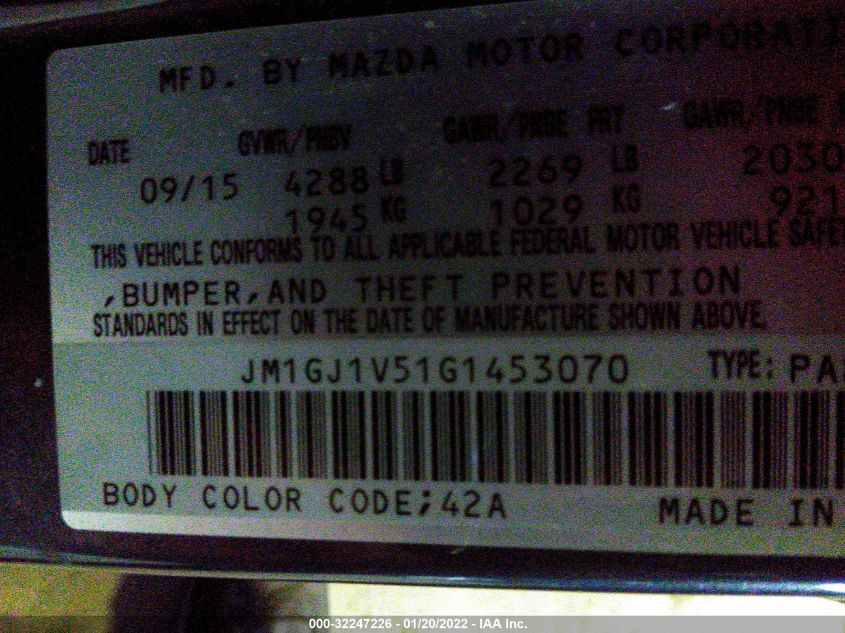 MFD. BY MAZDA MOTOR CORPORATI
DATE GVWR/PNBV GAWR/PNBE FRT GAWR/PNBE
09/15 4288 LB 2269 LB 2030
1945 KG 1029 KG 921
THIS VEHICLE CONFORMS TO ALL APPLICABLE FEDERAL MOTOR VEHICLE SAFE
,BUMPER,AND THEFT PREVENTION
STANDARDS IN EFFECT ON THE DATE OF MANUFACTURE SHOWN ABOVE.
JM1GJ1V51G1453070 TYPE: PA
BODY COLOR CODE;42A MADE IN
000-32247226 - 01/20/2022 - IAA Inc.